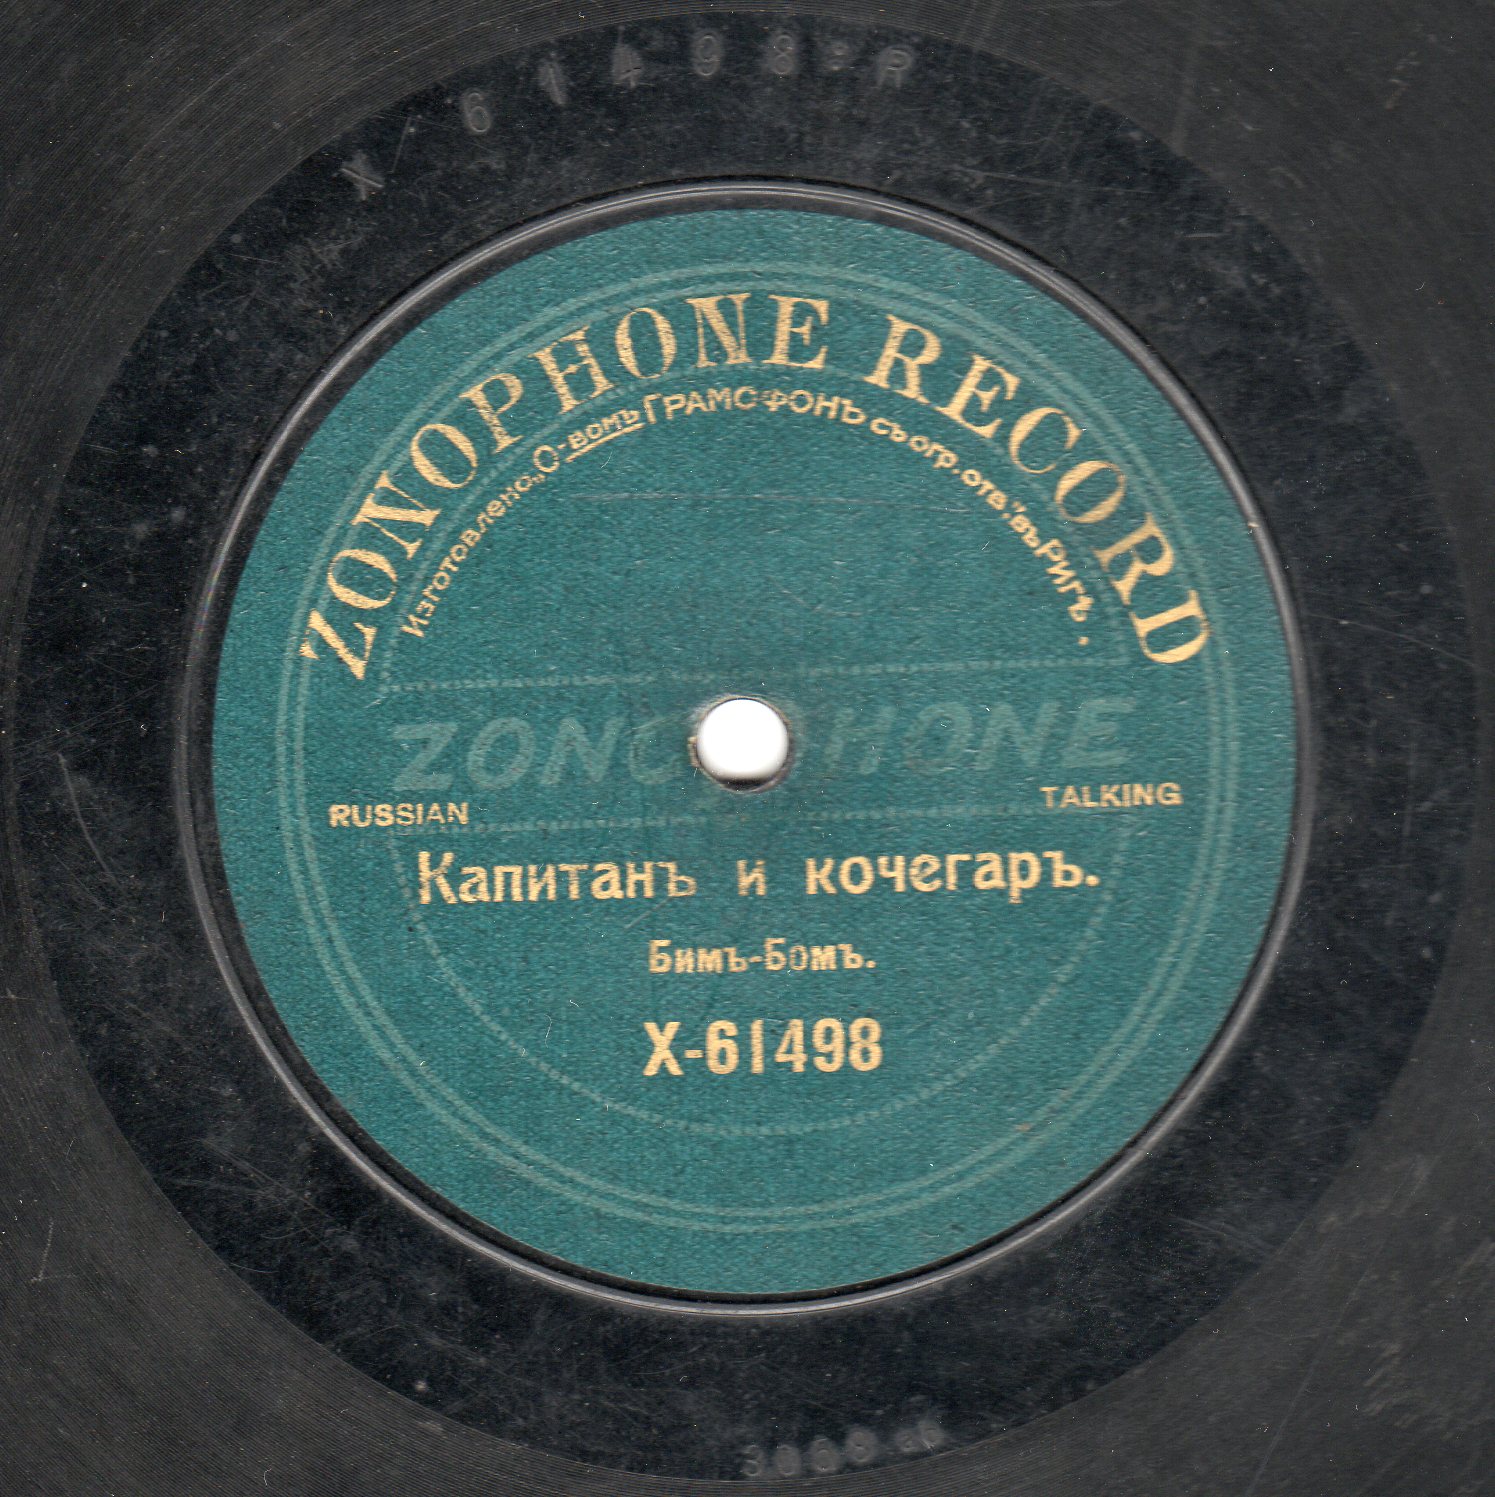 X 61498-R
ZONOPHONE RECORD
Изготовлено „О-вомъ ГРАМОФОНЪ съ огр. отв." въ Ригѣ.
ZONOPHONE
RUSSIAN TALKING
Капитанъ и кочегаръ.
Бимъ-Бомъ.
X-61498